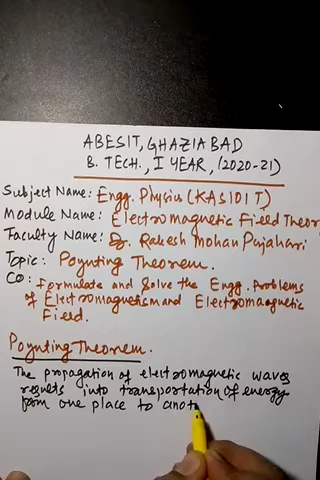 ABESIT, GHAZIABAD
B. TECH., I YEAR, (2020-21)
Subject Name: Engg. Physics (KAS101T)
Module Name: Electromagnetic Field Theor
Faculty Name: Dr. Rakesh Mohan Pujahari
Topic: Poynting Theorem.
CO: Formulate and Solve the Engg. Problems
of Electromagnetism and Electromagnetic
Field.
Poynting Theorem.
The propagation of electromagnetic waves
results into transportation of energy
from one place to anot